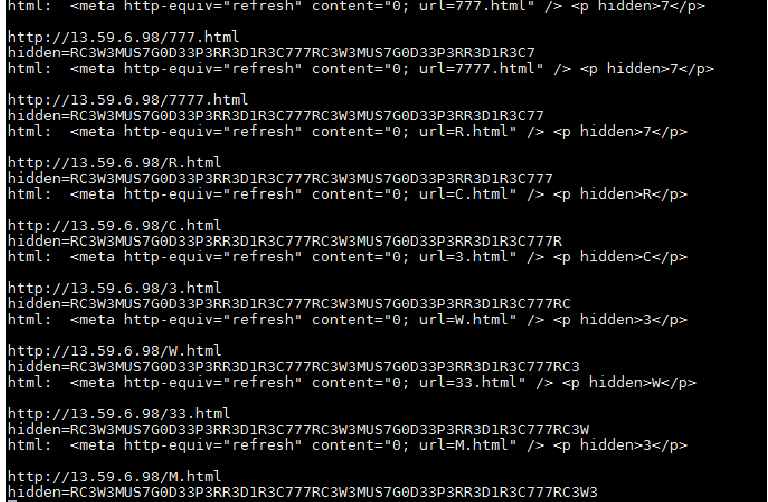 html:  <meta http-equiv="refresh" content="0; url=777.html" /> <p hidden>7</p>
http://13.59.6.98/777.html
hidden=RC3W3MUS7G0D33P3RR3D1R3C777RC3W3MUS7G0D33P3RR3D1R3C7
html:  <meta http-equiv="refresh" content="0; url=7777.html" /> <p hidden>7</p>
http://13.59.6.98/7777.html
hidden=RC3W3MUS7G0D33P3RR3D1R3C777RC3W3MUS7G0D33P3RR3D1R3C77
html:  <meta http-equiv="refresh" content="0; url=R.html" /> <p hidden>7</p>
http://13.59.6.98/R.html
hidden=RC3W3MUS7G0D33P3RR3D1R3C777RC3W3MUS7G0D33P3RR3D1R3C777
html:  <meta http-equiv="refresh" content="0; url=C.html" /> <p hidden>R</p>
http://13.59.6.98/C.html
hidden=RC3W3MUS7G0D33P3RR3D1R3C777RC3W3MUS7G0D33P3RR3D1R3C777R
html:  <meta http-equiv="refresh" content="0; url=3.html" /> <p hidden>C</p>
http://13.59.6.98/3.html
hidden=RC3W3MUS7G0D33P3RR3D1R3C777RC3W3MUS7G0D33P3RR3D1R3C777RC
html:  <meta http-equiv="refresh" content="0; url=W.html" /> <p hidden>3</p>
http://13.59.6.98/W.html
hidden=RC3W3MUS7G0D33P3RR3D1R3C777RC3W3MUS7G0D33P3RR3D1R3C777RC3
html:  <meta http-equiv="refresh" content="0; url=33.html" /> <p hidden>W</p>
http://13.59.6.98/33.html
hidden=RC3W3MUS7G0D33P3RR3D1R3C777RC3W3MUS7G0D33P3RR3D1R3C777RC3W
html:  <meta http-equiv="refresh" content="0; url=M.html" /> <p hidden>3</p>
http://13.59.6.98/M.html
hidden=RC3W3MUS7G0D33P3RR3D1R3C777RC3W3MUS7G0D33P3RR3D1R3C777RC3W3